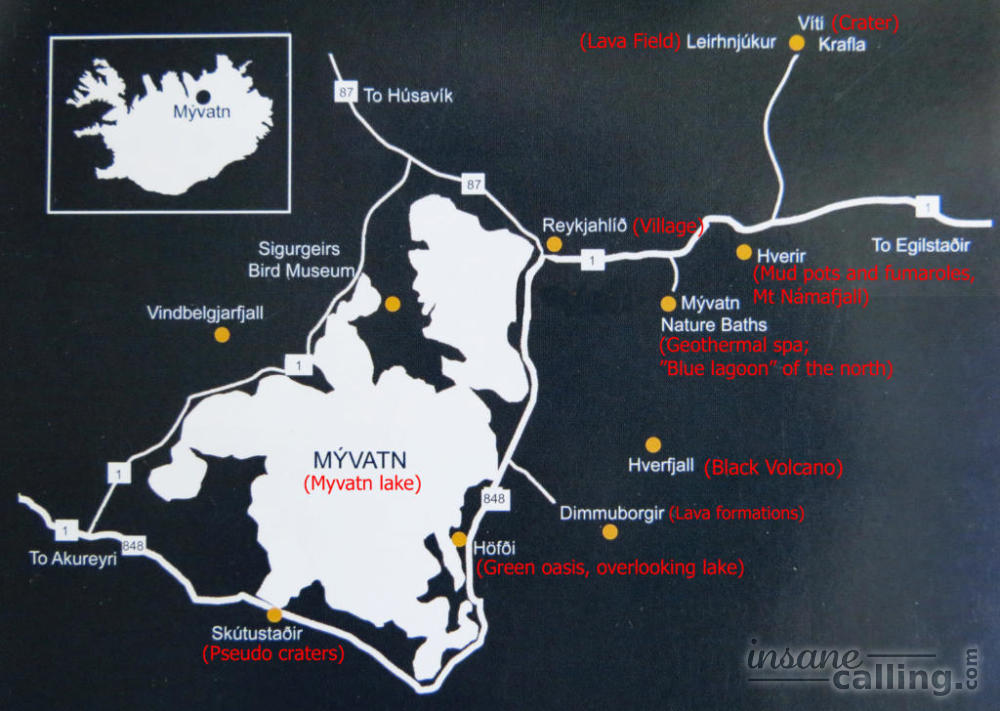 Víti (Crater)
(Lava Field) Leirhnjúkur Krafla
Mývatn
87 To Húsavík
87
Reykjahlíð (Village)
1
1
To Egilstaðir
Sigurgeirs
Bird Museum
Hverir
(Mud pots and fumaroles,
Mt Námafjall)
Vindbelgjarfjall
Mývatn
Nature Baths
(Geothermal spa;
"Blue lagoon" of the north)
1
MÝVATN
(Myvatn lake)
Hverfjall (Black Volcano)
1
848
Dimmuborgir (Lava formations)
1
848
To Akureyri
Höfði
(Green oasis, overlooking lake)
Skútustaðir
(Pseudo craters)
insane
calling.com